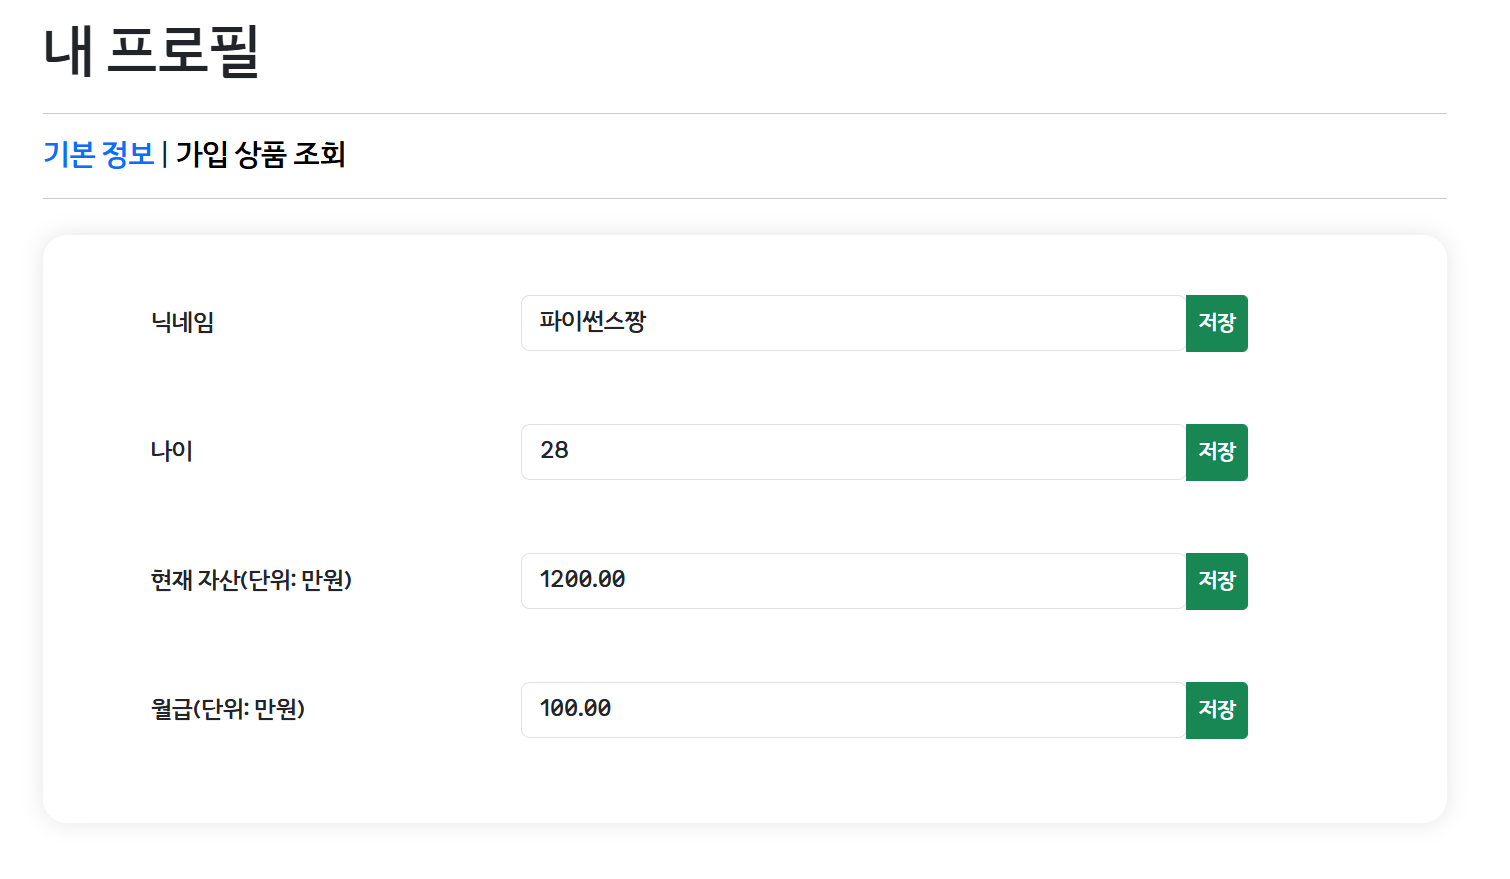 내 프로필
기본 정보 | 가입 상품 조회
닉네임 파이썬스짱 저장
나이 28 저장
현재 자산(단위: 만원) 1200.00 저장
월급(단위: 만원) 100.00 저장